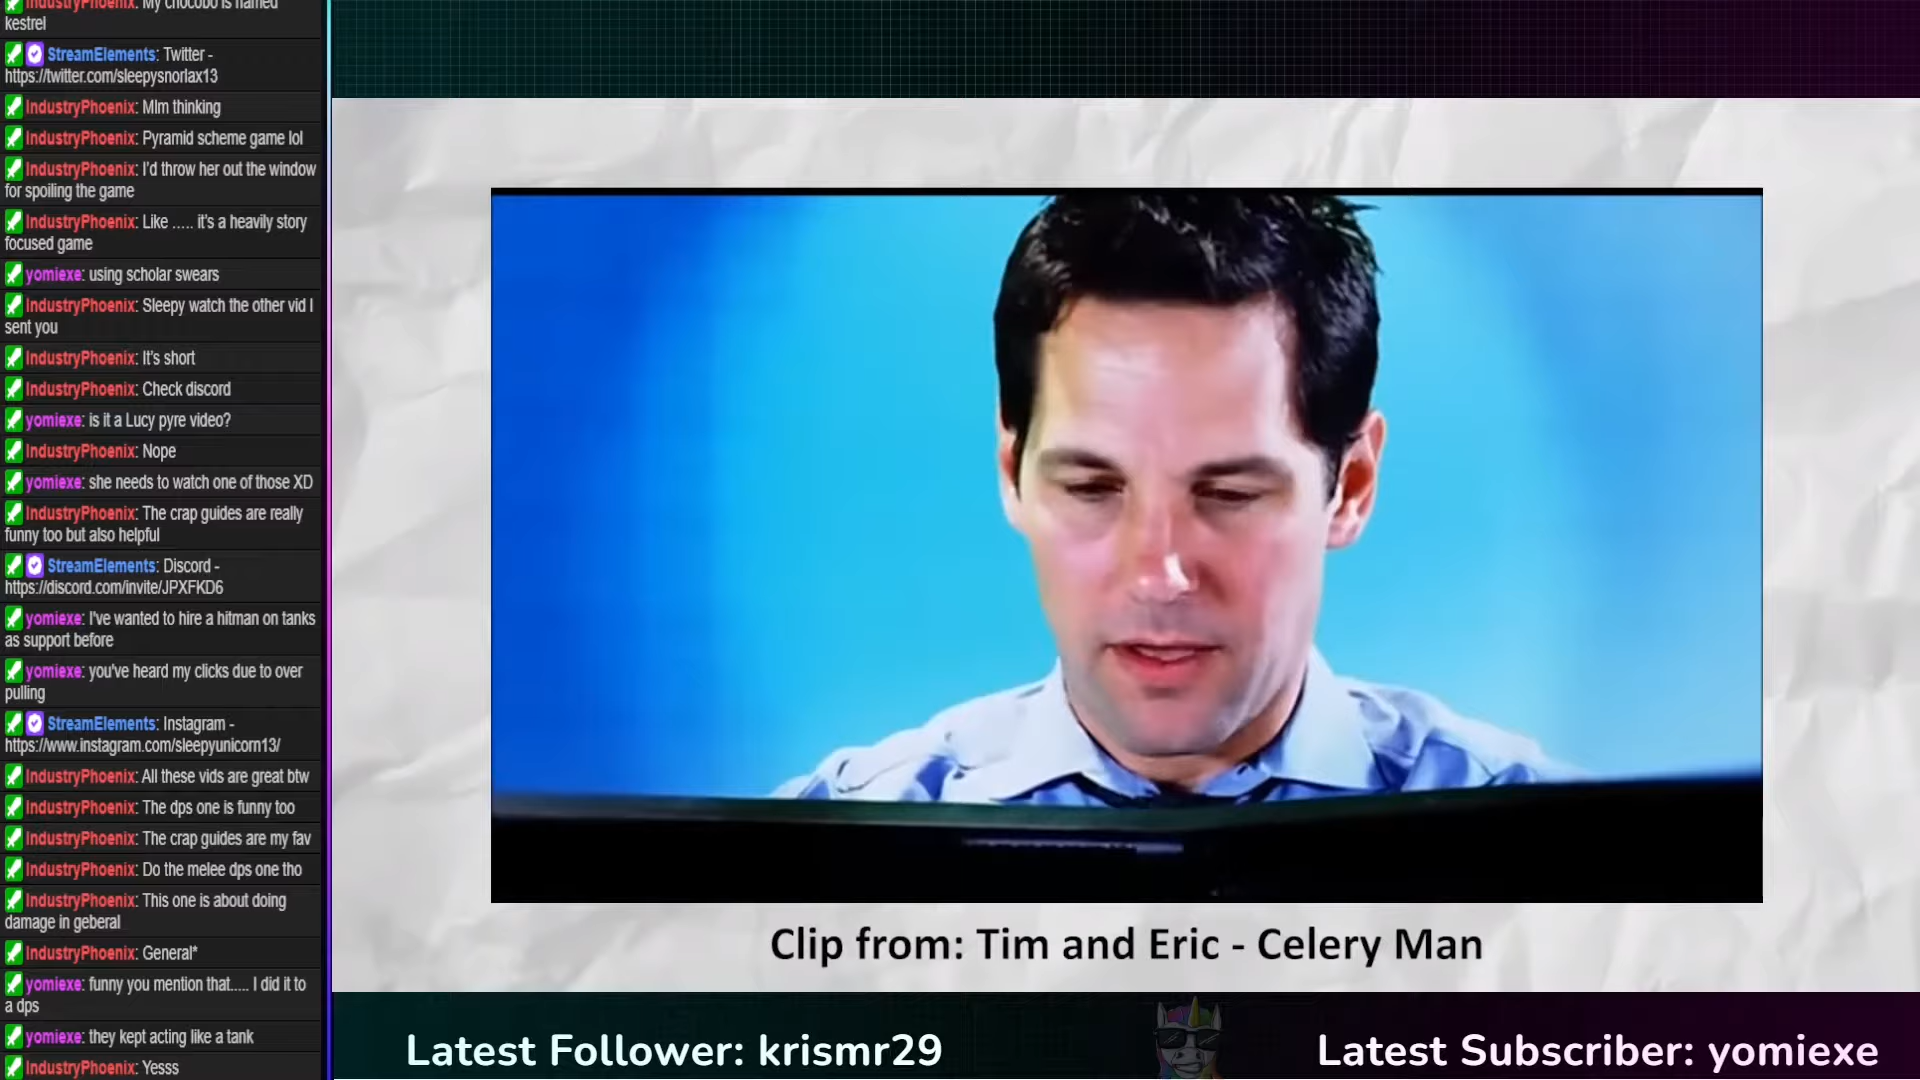 IndustryPhoenix: My chocobo is named
kestrel
StreamElements: Twitter -
https://twitter.com/sleepysnorlax13
IndustryPhoenix: Mlm thinking
IndustryPhoenix: Pyramid scheme game lol
IndustryPhoenix: I'd throw her out the window
for spoiling the game
IndustryPhoenix: Like ..... it's a heavily story
focused game
yomiexe: using scholar swears
IndustryPhoenix: Sleepy watch the other vid I
sent you
IndustryPhoenix: It's short
IndustryPhoenix: Check discord
yomiexe: is it a Lucy pyre video?
IndustryPhoenix: Nope
yomiexe: she needs to watch one of those XD
IndustryPhoenix: The crap guides are really
funny too but also helpful
StreamElements: Discord -
https://discord.com/invite/JPXFKD6
yomiexe: I've wanted to hire a hitman on tanks
as support before
yomiexe: you've heard my clicks due to over
pulling
StreamElements: Instagram -
https://www.instagram.com/sleepyunicorn13/
IndustryPhoenix: All these vids are great btw
IndustryPhoenix: The dps one is funny too
IndustryPhoenix: The crap guides are my fav
IndustryPhoenix: Do the melee dps one tho
IndustryPhoenix: This one is about doing
damage in geberal
IndustryPhoenix: General*
yomiexe: funny you mention that..... I did it to
a dps
yomiexe: they kept acting like a tank
IndustryPhoenix: Yesss
Clip from: Tim and Eric - Celery Man
Latest Follower: krismr29
Latest Subscriber: yomiexe